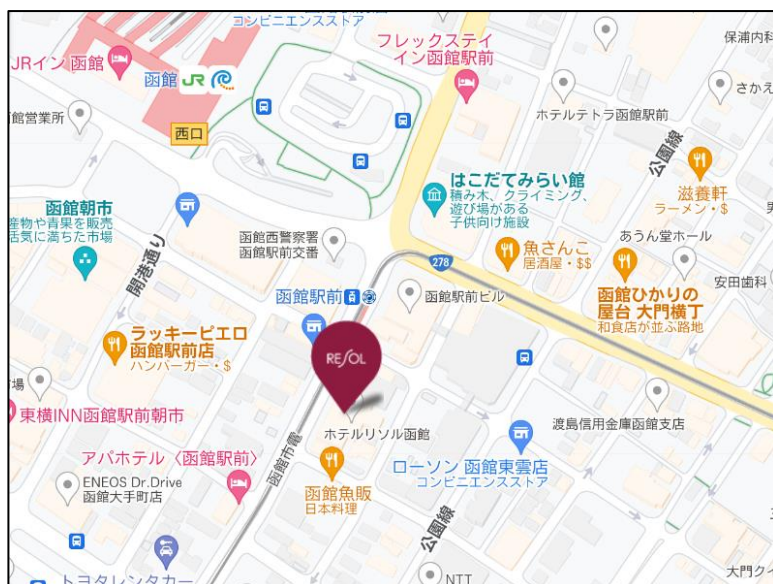 コンビニエンスストア
フレックステイ
イン函館駅前
保浦内科
JRイン 函館
函館 JR
さかえ
ホテルテトラ函館駅前
館営業所
西口
公園線
滋養軒
ラーメン・$
はこだてみらい館
積み木、クライミング、
遊び場がある
子供向け施設
函館朝市
産物や青果を販売
活気に満ちた市場
函館西警察署
函館駅前交番
開港通り
魚さんこ
居酒屋・$$
あうん堂ホール
安田歯科
278
函館駅前
函館駅前ビル
函館ひかりの
屋台 大門横丁
和食店が並ぶ路地
ラッキーピエロ
函館駅前店
ハンバーガー・$
RESOL
東横INN函館駅前朝市
ホテルリソル函館
渡島信用金庫函館支店
函館市電
アパホテル〈函館駅前〉
ローソン 函館東雲店
コンビニエンスストア
ENEOS Dr.Drive
函館大手町店
函館魚販
日本料理
公園線
トヨタレンタカー
NTT
大門クイ